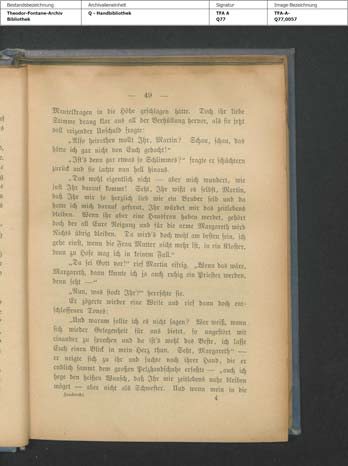 Bestandsbezeichnung Archivalieneinheit Signatur Image-Bezeichnung
Theodor-Fontane-Archiv Q - Handbibliothek TFA A TFA-A-
Bibliothek Q77 Q77,0057
— 49 —
Mantelkragen in die Höhe geschlagen hatte. Doch ihr liebe
Stimme drang klar aus all der Verhüllung hervor, als sie jetzt
voll reizender Unschuld fragte:
„Also heirathen wollt Ihr, Martin? Schau, schau, das
hätte ich gar nicht von Euch gedacht!“
„Ist's denn gar etwas so Schlimmes?“ fragte er schüchtern
zurück und sie lachte nun hell hinaus.
„Das wohl eigentlich nicht — aber mich wundert, wie
Ihr darauf kommt! Seht, Ihr wißt es selbst, Martin,
daß Ihr mir so herzlich lieb wie ein Bruder seid und da
hatte ich mich darauf gefreut, Ihr würdet mir das zeitlebens
bleiben. Wenn Ihr aber eine Hausfrau haben werdet, gehört
doch der all Eure Neigung und für die arme Margareth wird
Nichts übrig bleiben. Da wird's doch wohl am besten sein, ich
gehe einst, wenn die Frau Mutter nicht mehr ist, in ein Kloster,
denn zu Hofe mag ich in keinem Fall.“
„Da sei Gott vor!“ rief Martin eifrig. „Wenn das wäre,
Margareth, dann könnte ich ja auch ruhig ein Priester werden,
denn seht —“
„Nun, was stockt Ihr?“ herrschte sie.
Er zögerte wieder eine Weile und rief dann doch ent-
schlossenen Tones:
„Und warum sollte ich es nicht sagen? Wer weiß, wann
sich wieder Gelegenheit für uns bietet, so ungestört mit
einander zu sprechen und da ist's wohl das Beste, ich lasse
Euch einen Blick in mein Herz thun. Seht, Margareth“ —
er neigte sich zu ihr und suchte nach ihrer Hand, die er
endlich sammt dem großen Pelzhandschuhe erfaßte — „auch ich
hege den heißen Wunsch, daß Ihr mir zeitlebens nahe bleiben
möget — aber nicht als Schwester. Und wenn mein in die
4